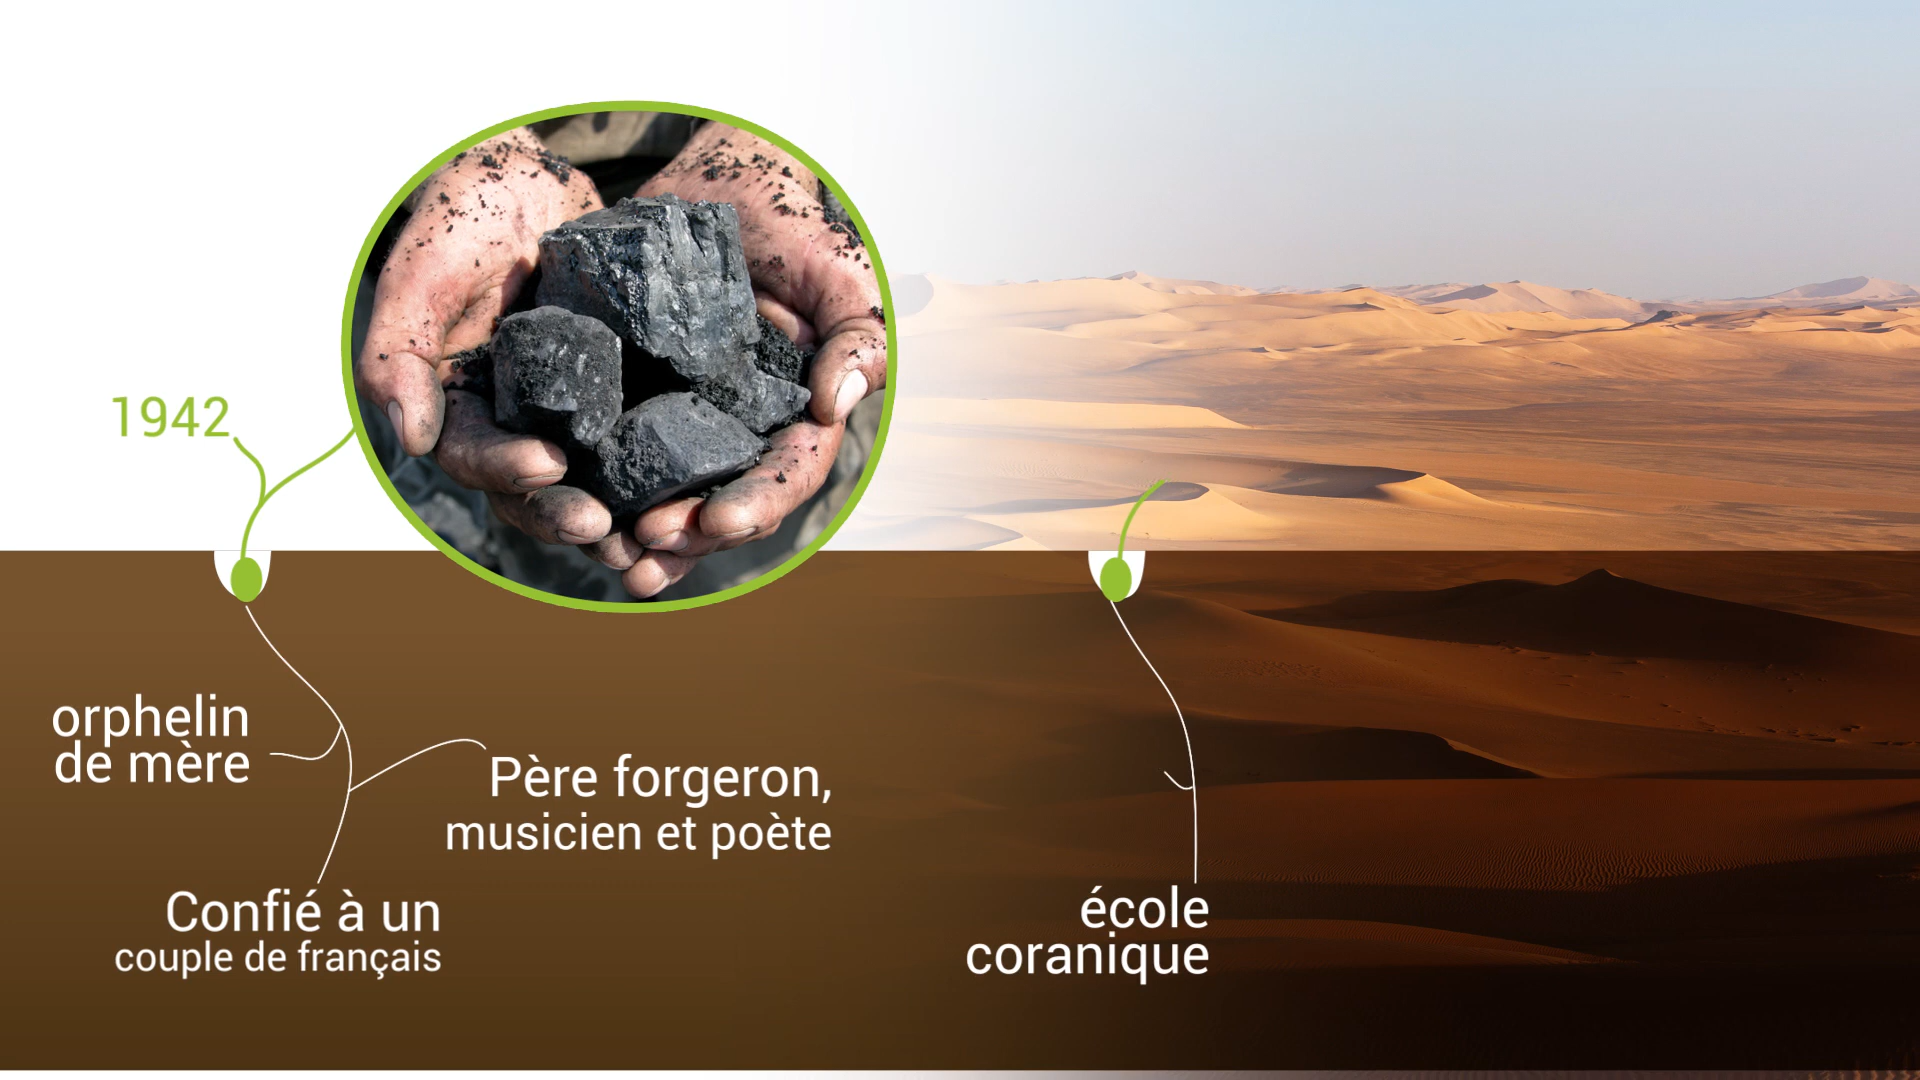 1942
orphelin
de mère
Père forgeron,
musicien et poète
Confié à un
couple de français
école
coranique